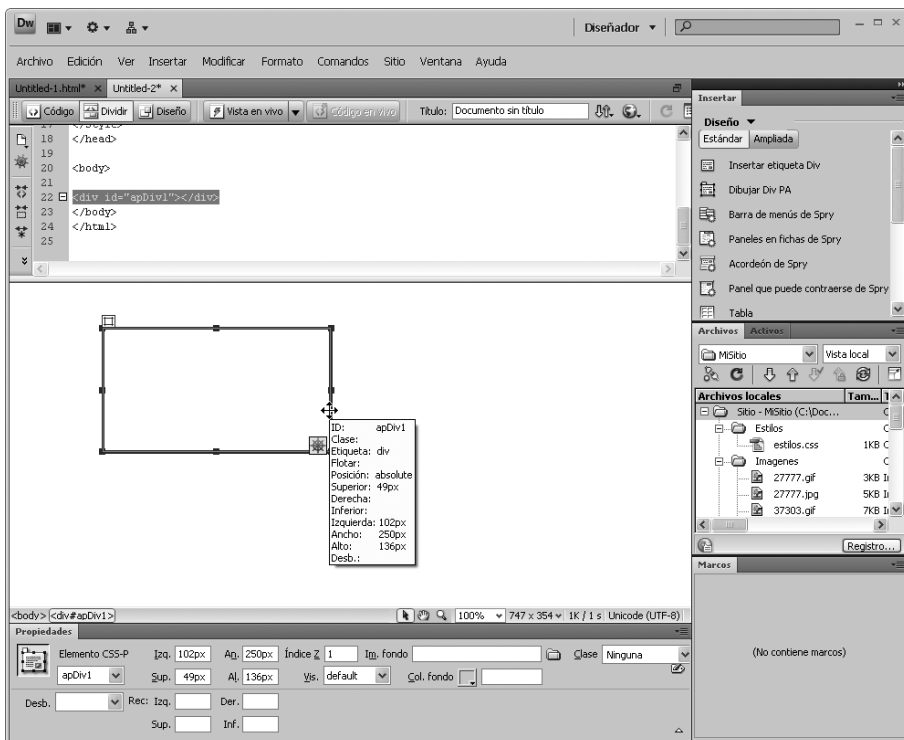 Dw
Diseñador
Archivo Edición Ver Insertar Modificar Formato Comandos Sitio Ventana Ayuda
Untitled-1.html* × Untitled-2* ×
Código Dividir Diseño Vista en vivo Código en vivo Título: Documento sin título
17 </style>
18 </head>
19
20 <body>
21
22 <div id="apDiv1"></div>
23 </body>
24 </html>
25
ID: apDiv1
Clase:
Etiqueta: div
Flotar:
Posición: absolute
Superior: 49px
Derecha:
Inferior:
Izquierda: 102px
Ancho: 250px
Alto: 136px
Desb.:
<body> <div#apDiv1>
100% 747 x 354 1K / 1 s Unicode (UTF-8)
Propiedades
Elemento CSS-P Izq. 102px An. 250px Índice Z 1 Im. fondo Clase Ninguna
apDiv1 Sup. 49px Al. 136px Vis. default Col. fondo
Desb. Rec: Izq. Der.
Sup. Inf.
Insertar
Diseño
Estándar Ampliada
Insertar etiqueta Div
Dibujar Div PA
Barra de menús de Spry
Paneles en fichas de Spry
Acordeón de Spry
Panel que puede contraerse de Spry
Tabla
Archivos Activos
MiSitio Vista local
Archivos locales Tam...
Sitio - MiSitio (C:\Doc...
Estilos
estilos.css 1KB
Imagenes
27777.gif 3KB
27777.jpg 5KB
37303.gif 7KB
Registro...
Marcos
(No contiene marcos)